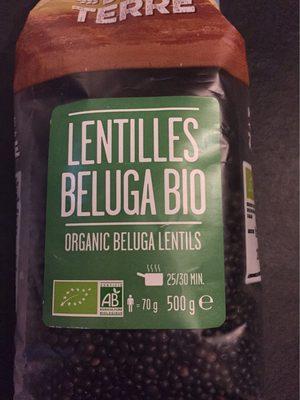 TERRE
LENTILLES
BELUGA BIO
ORGANIC BELUGA LENTILS
25/30 MIN.
AB
= 70 g 500 g e